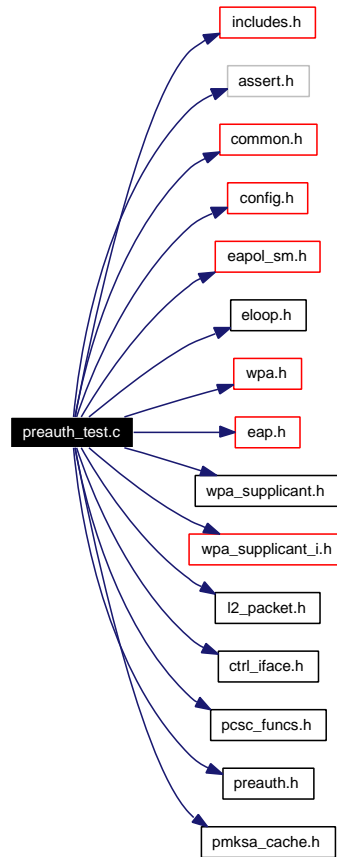 includes.h
assert.h
common.h
config.h
eapol_sm.h
eloop.h
wpa.h
preauth_test.c
eap.h
wpa_supplicant.h
wpa_supplicant_i.h
l2_packet.h
ctrl_iface.h
pcsc_funcs.h
preauth.h
pmksa_cache.h